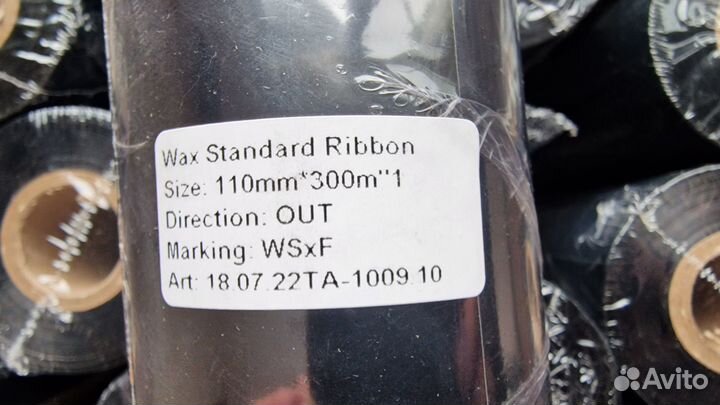 Wax Standard Ribbon
Size: 110mm*300m"1
Direction: OUT
Marking: WSxF
Art: 18.07.22TA-1009.10
Avito